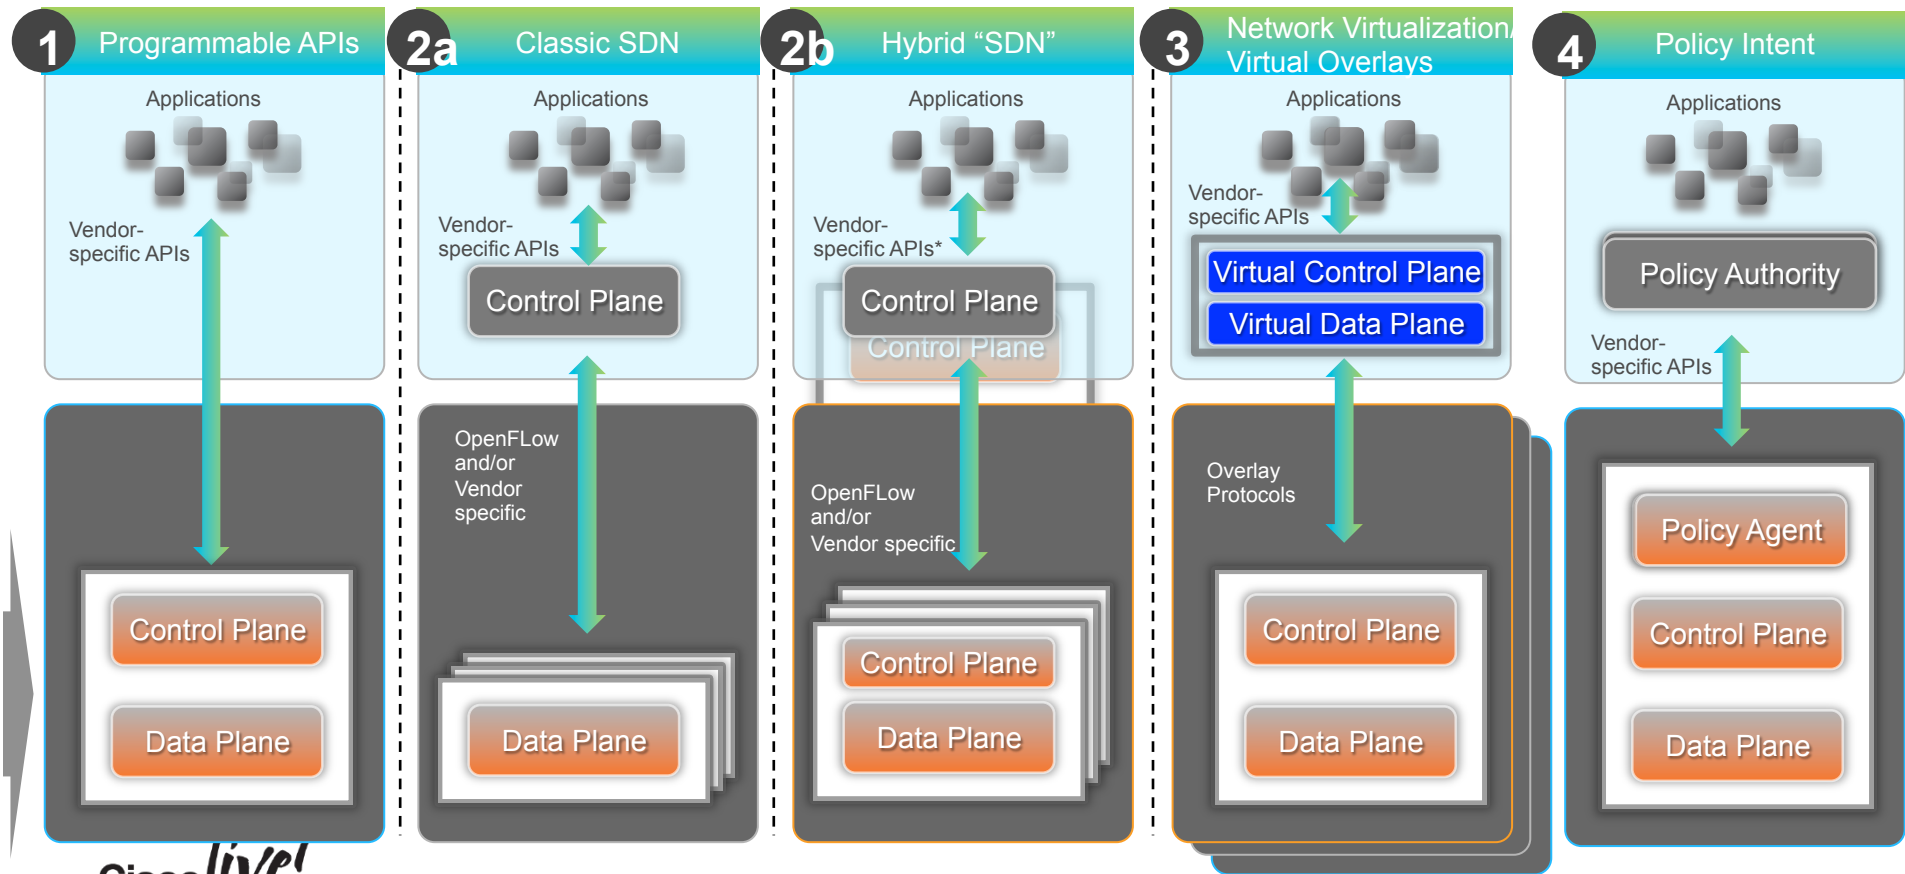 1 Programmable APIs
Applications
Vendor-
specific APIs
Control Plane
Data Plane
2a Classic SDN
Applications
Vendor-
specific APIs
Control Plane
OpenFLow
and/or
Vendor
specific
Data Plane
2b Hybrid “SDN”
Applications
Vendor-
specific APIs*
Control Plane
Control Plane
OpenFLow
and/or
Vendor specific
Control Plane
Data Plane
3 Network Virtualization/
Virtual Overlays
Applications
Vendor-
specific APIs
Virtual Control Plane
Virtual Data Plane
Overlay
Protocols
Control Plane
Data Plane
4 Policy Intent
Applications
Policy Authority
Vendor-
specific APIs
Policy Agent
Control Plane
Data Plane
Cisco live!